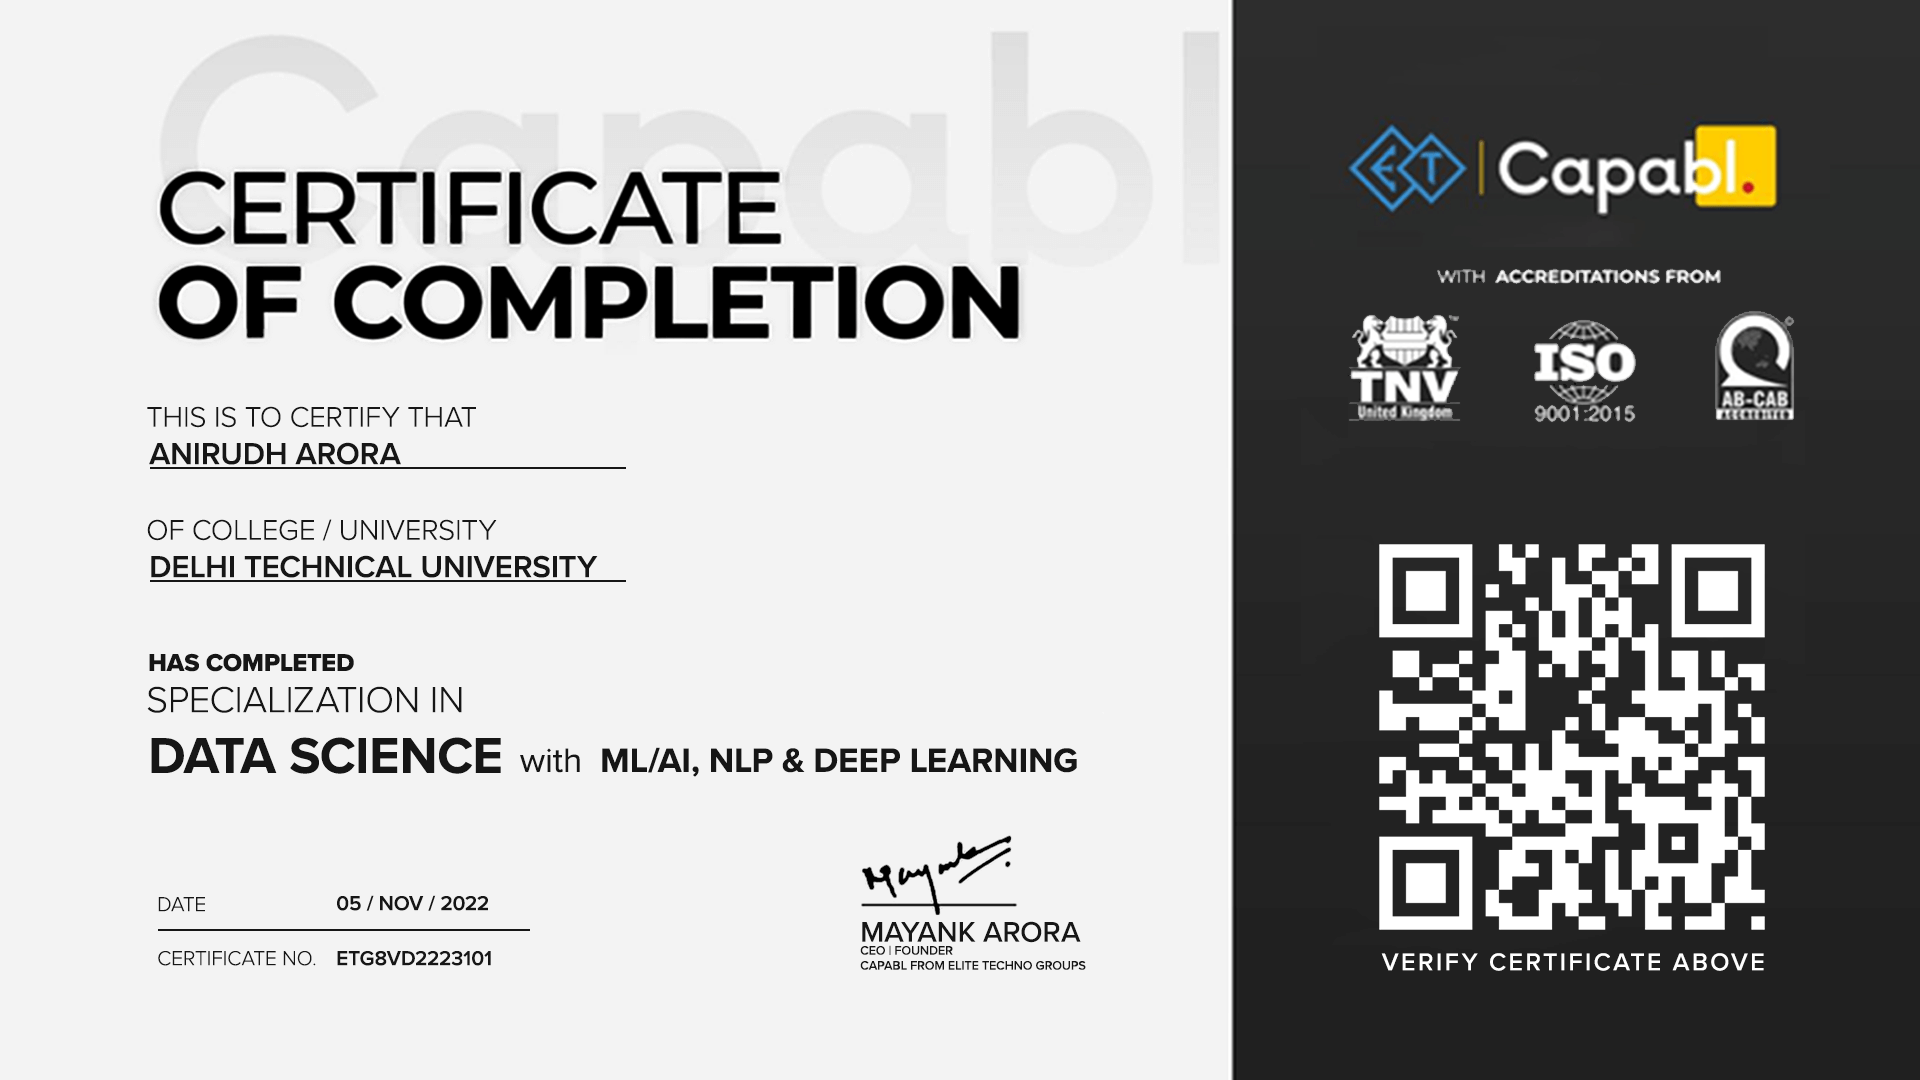 Capabl
CERTIFICATE
OF COMPLETION
THIS IS TO CERTIFY THAT
ANIRUDH ARORA
OF COLLEGE / UNIVERSITY
DELHI TECHNICAL UNIVERSITY
HAS COMPLETED
SPECIALIZATION IN
DATA SCIENCE with ML/AI, NLP & DEEP LEARNING
DATE 05 / NOV / 2022
CERTIFICATE NO. ETG8VD2223101
Mayank
MAYANK ARORA
CEO | FOUNDER
CAPABL FROM ELITE TECHNO GROUPS
ET | Capabl.
WITH ACCREDITATIONS FROM
TNV™
United Kingdom
ISO
9001:2015
©
AB-CAB
ACCREDITED
VERIFY CERTIFICATE ABOVE